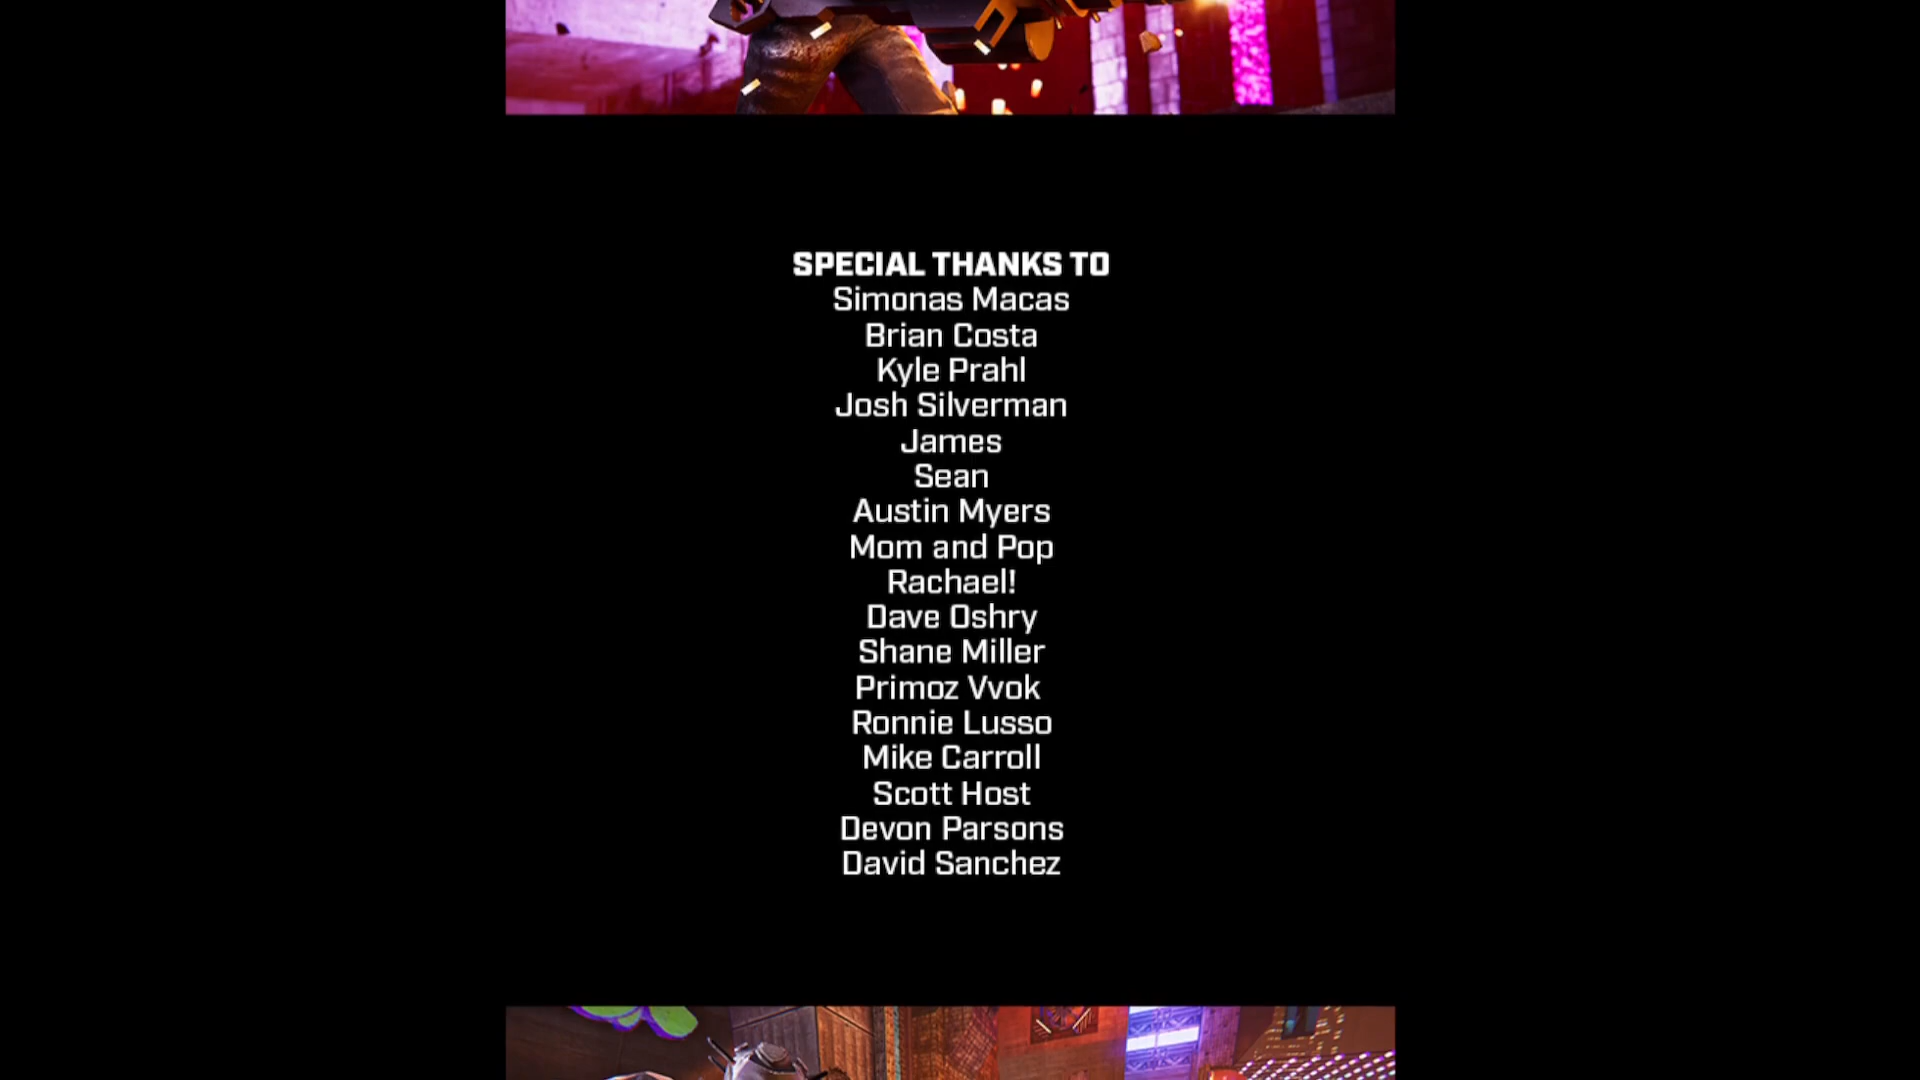 SPECIAL THANKS TO
Simonas Macas
Brian Costa
Kyle Prahl
Josh Silverman
James
Sean
Austin Myers
Mom and Pop
Rachael!
Dave Oshry
Shane Miller
Primoz Vvok
Ronnie Lusso
Mike Carroll
Scott Host
Devon Parsons
David Sanchez